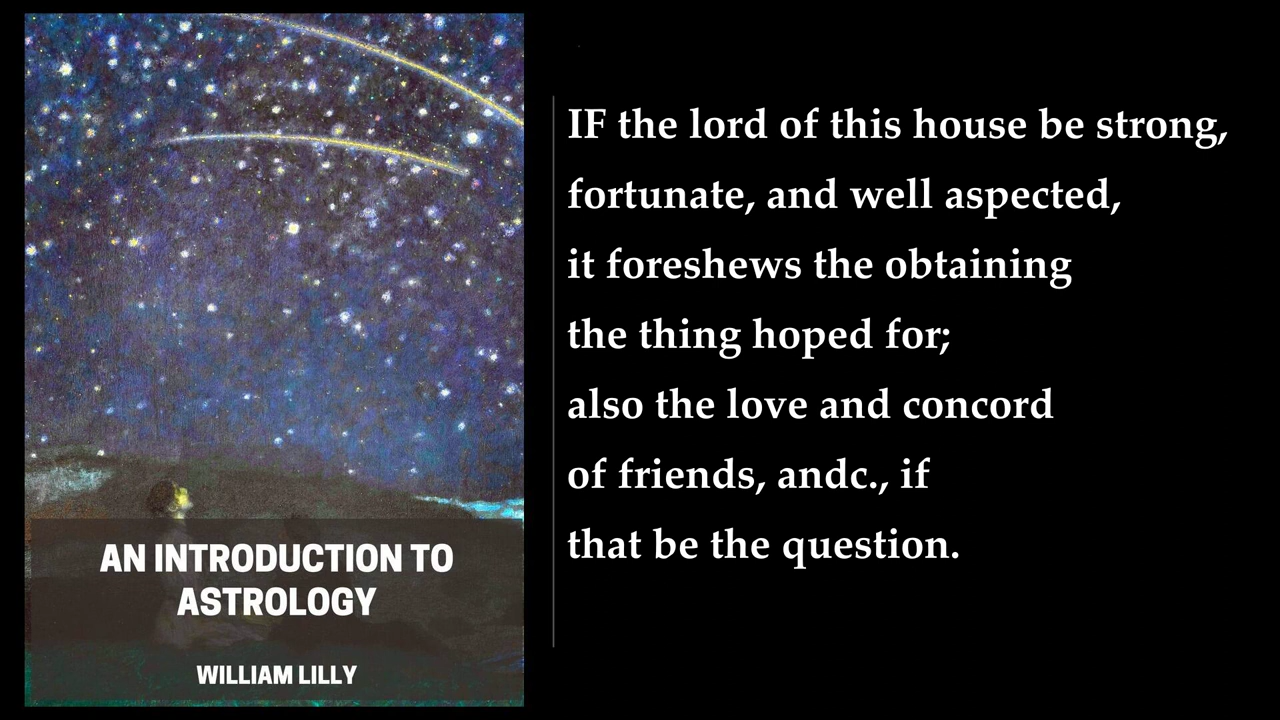 AN INTRODUCTION TO
ASTROLOGY
WILLIAM LILLY
IF the lord of this house be strong,
fortunate, and well aspected,
it foreshews the obtaining
the thing hoped for;
also the love and concord
of friends, andc., if
that be the question.